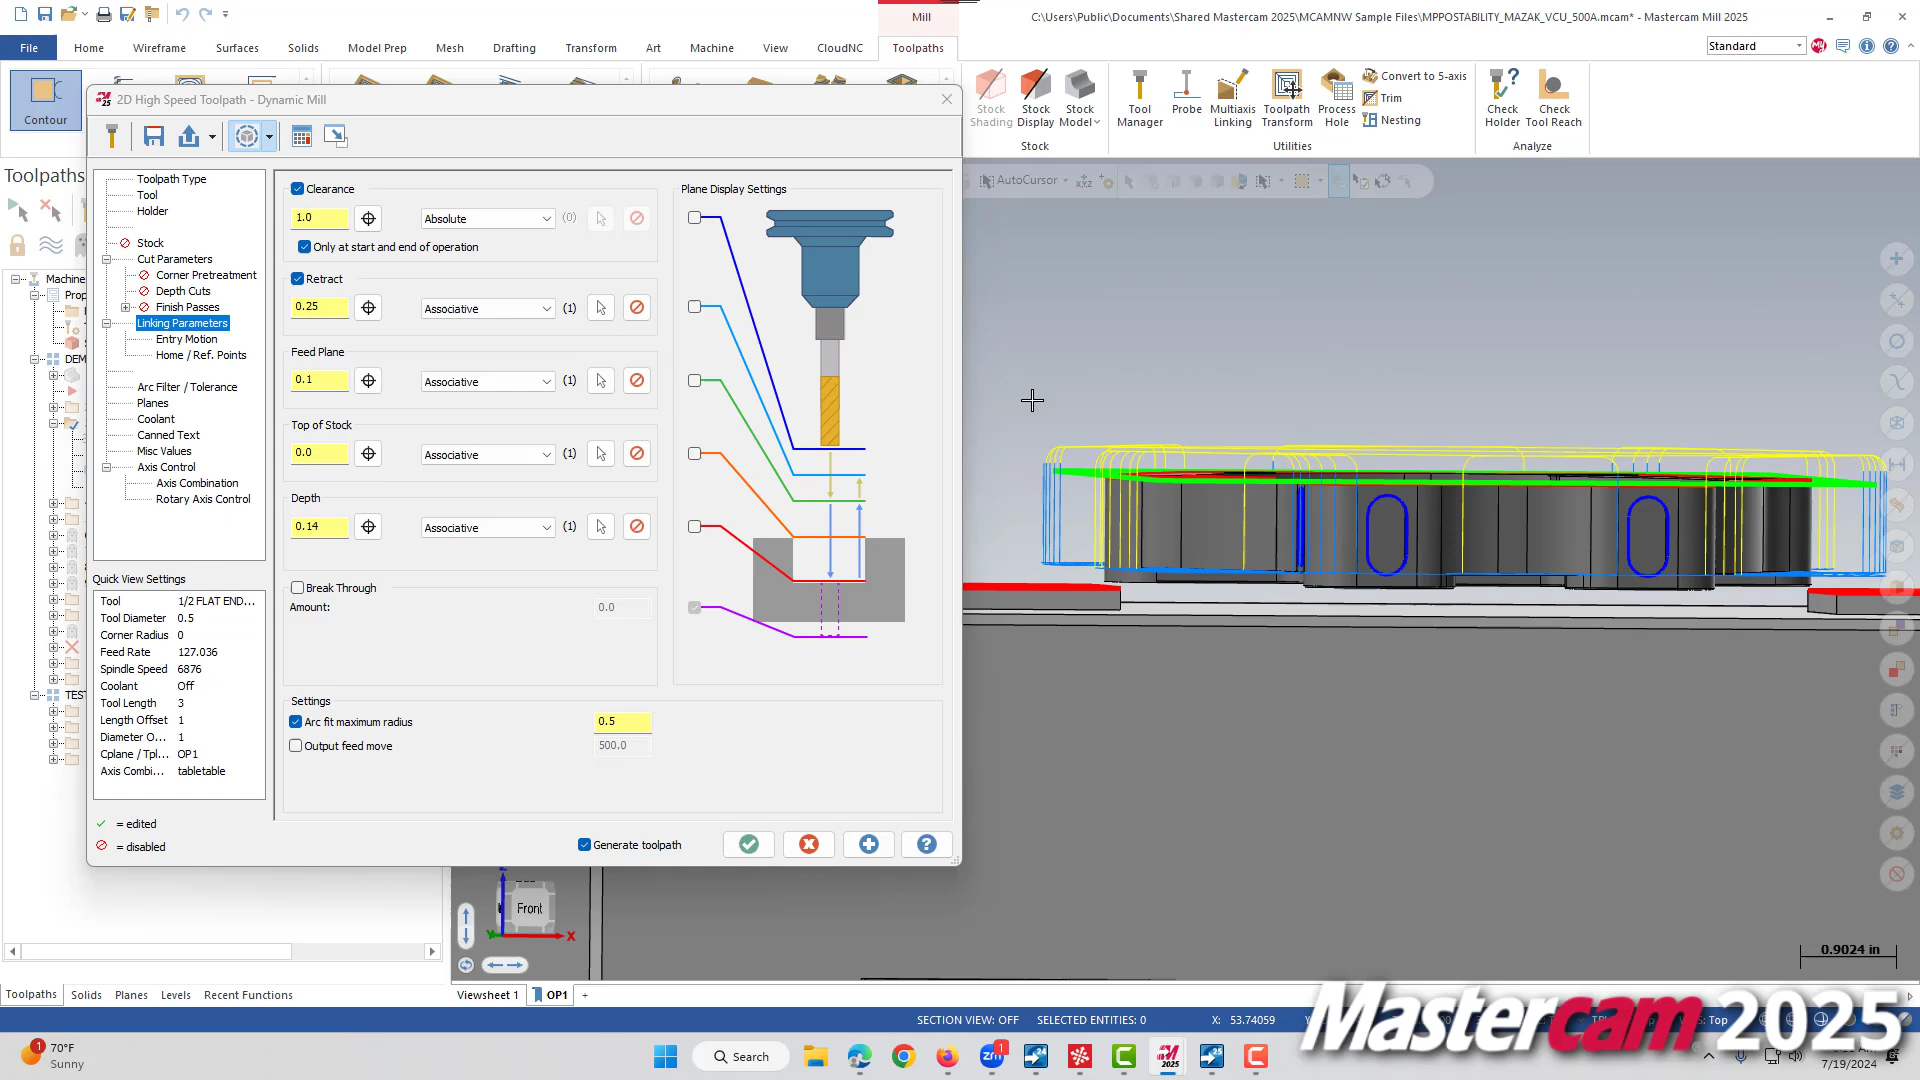 Mill
C:\Users\Public\Documents\Shared Mastercam 2025\MCAMNW Sample Files\MPPOSTABILITY_MAZAK_VCU_500A.mcam* - Mastercam Mill 2025
File
Home
Wireframe
Surfaces
Solids
Model Prep
Mesh
Drafting
Transform
Art
Machine
View
CloudNC
Toolpaths
Standard
Contour
Stock Shading
Stock Display
Stock Model
Stock
Tool Manager
Probe
Multiaxis Linking
Toolpath Transform
Process Hole
Convert to 5-axis
Trim
Nesting
Utilities
Check Holder
Check Tool Reach
Analyze
2D High Speed Toolpath - Dynamic Mill
Toolpaths
Machine
Prop
DEM
TEST
AutoCursor
Toolpath Type
Tool
Holder
Stock
Cut Parameters
Corner Pretreatment
Depth Cuts
Finish Passes
Linking Parameters
Entry Motion
Home / Ref. Points
Arc Filter / Tolerance
Planes
Coolant
Canned Text
Misc Values
Axis Control
Axis Combination
Rotary Axis Control
Quick View Settings
Tool 1/2 FLAT END...
Tool Diameter 0.5
Corner Radius 0
Feed Rate 127.036
Spindle Speed 6876
Coolant Off
Tool Length 3
Length Offset 1
Diameter O... 1
Cplane / Tpl... OP1
Axis Combi... tabletable
= edited
= disabled
Clearance
1.0 Absolute (0)
Only at start and end of operation
Retract
0.25 Associative (1)
Feed Plane
0.1 Associative (1)
Top of Stock
0.0 Associative (1)
Depth
0.14 Associative (1)
Break Through
Amount: 0.0
Plane Display Settings
Settings
Arc fit maximum radius 0.5
Output feed move 500.0
Generate toolpath
Front
X
Y
Z
0.9024 in
Toolpaths
Solids
Planes
Levels
Recent Functions
Viewsheet 1
OP1
+
SECTION VIEW: OFF
SELECTED ENTITIES: 0
X: 53.74059
Top
Mastercam 2025
1
70°F
Sunny
Search
7/19/2024